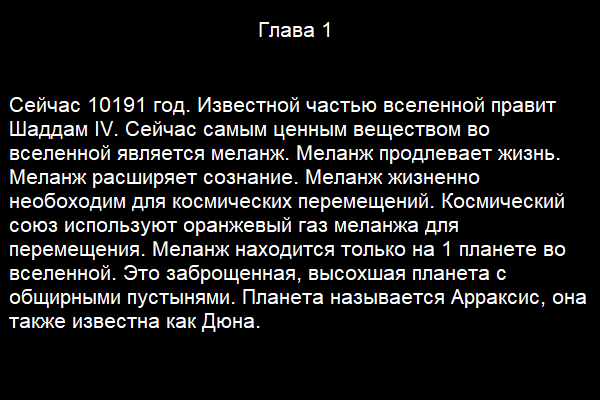 Глава 1
Сейчас 10191 год. Известной частью вселенной правит
Шаддам IV. Сейчас самым ценным веществом во
вселенной является меланж. Меланж продлевает жизнь.
Меланж расширяет сознание. Меланж жизненно
необоходим для космических перемещений. Космический
союз используют оранжевый газ меланжа для
перемещения. Меланж находится только на 1 планете во
вселенной. Это заброщенная, высохшая планета с
общирными пустынями. Планета называется Арраксис, она
также известна как Дюна.